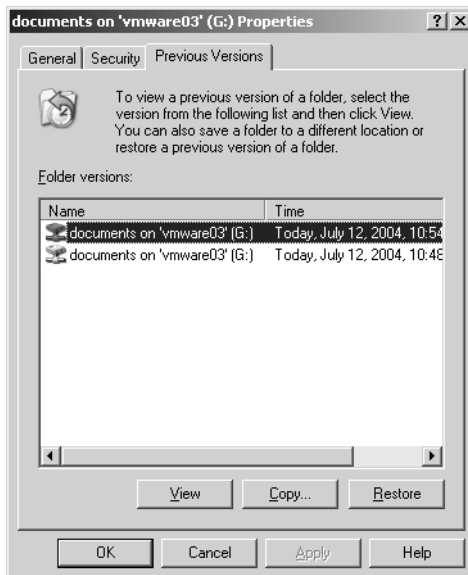 documents on 'vmware03' (G:) Properties
General Security Previous Versions
To view a previous version of a folder, select the
version from the following list and then click View.
You can also save a folder to a different location or
restore a previous version of a folder.
Folder versions:
Name Time
documents on 'vmware03' (G:) Today, July 12, 2004, 10:54
documents on 'vmware03' (G:) Today, July 12, 2004, 10:48
View Copy... Restore
OK Cancel Apply Help